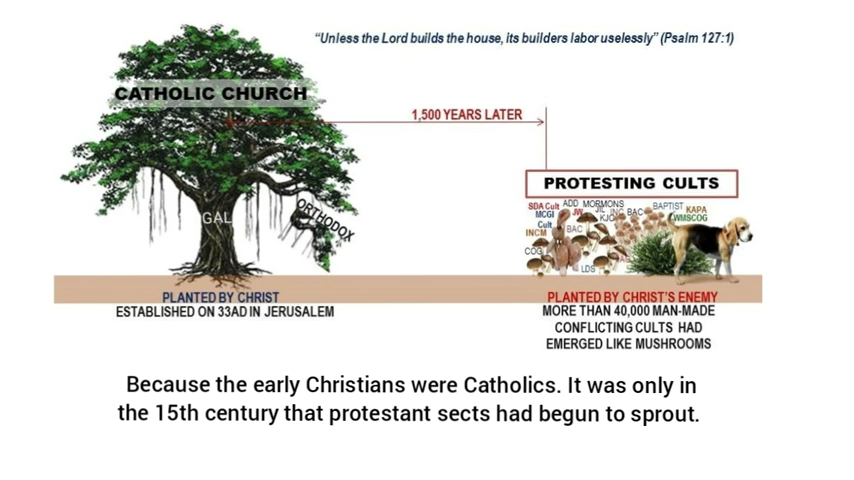 “Unless the Lord builds the house, its builders labor uselessly” (Psalm 127:1)
CATHOLIC CHURCH
1,500 YEARS LATER
PROTESTING CULTS
SDA Cult
ADD
MORMONS
BAPTIST
KAPA
MCGI
JW
JIL
INC
BAC
KJO
WMSCOG
Cult
INCM
BAC
COG
LDS
GAL
ORTHODOX
PLANTED BY CHRIST
ESTABLISHED ON 33AD IN JERUSALEM
PLANTED BY CHRIST'S ENEMY
MORE THAN 40,000 MAN-MADE
CONFLICTING CULTS HAD
EMERGED LIKE MUSHROOMS
Because the early Christians were Catholics. It was only in
the 15th century that protestant sects had begun to sprout.